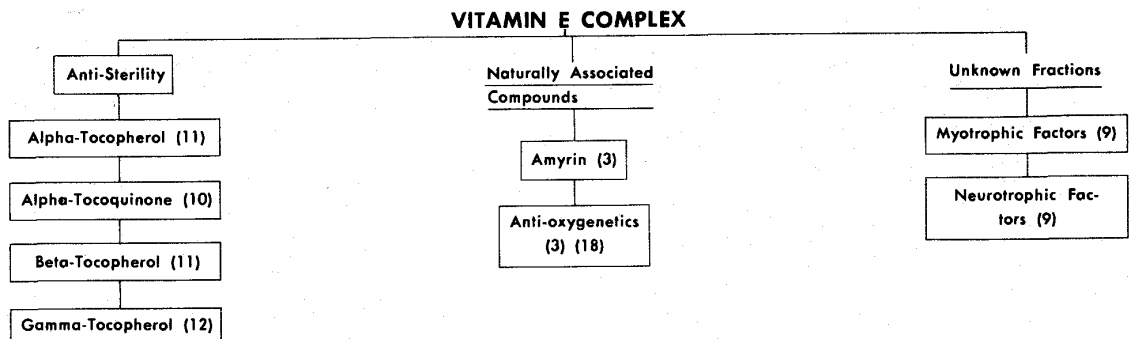 VITAMIN E COMPLEX
Anti-Sterility
Alpha-Tocopherol (11)
Alpha-Tocoquinone (10)
Beta-Tocopherol (11)
Gamma-Tocopherol (12)
Naturally Associated
Compounds
Amyrin (3)
Anti-oxygenetics
(3) (18)
Unknown Fractions
Myotrophic Factors (9)
Neurotrophic Fac-
tors (9)